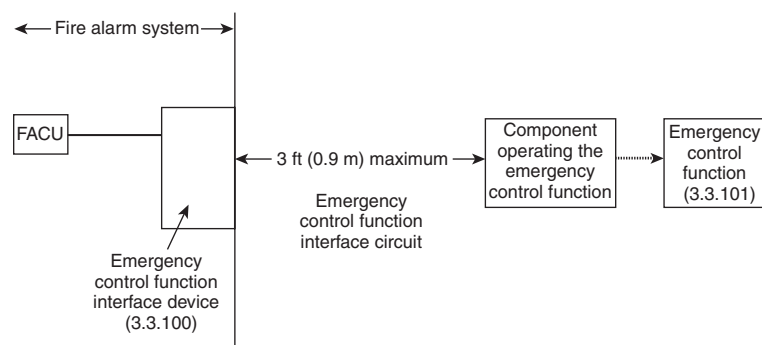 Fire alarm system
FACU
3 ft (0.9 m) maximum
Emergency
control function
interface circuit
Component
operating the
emergency
control function
Emergency
control
function
(3.3.101)
Emergency
control function
interface device
(3.3.100)